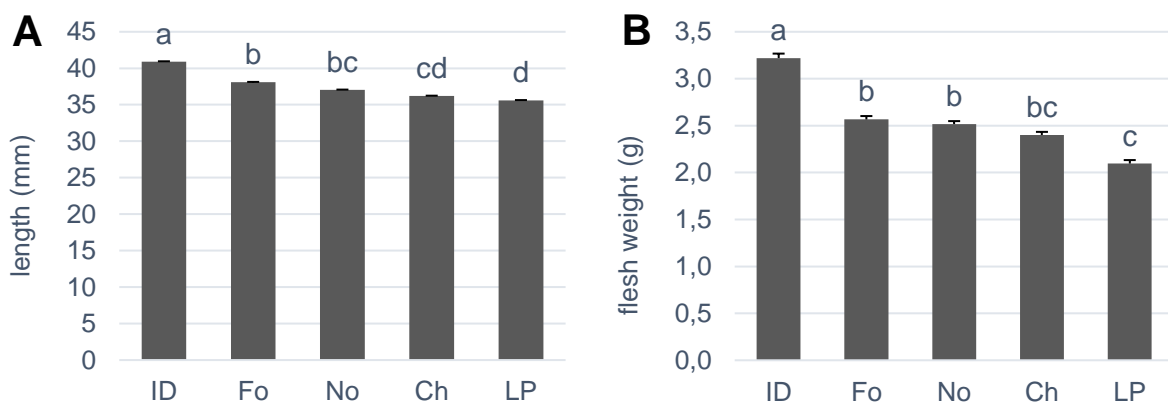 A
length (mm)
45
40
35
30
25
20
15
10
5
0
a
b
bc
cd
d
ID Fo No Ch LP
B
flesh weight (g)
3,5
3,0
2,5
2,0
1,5
1,0
0,5
0,0
a
b
b
bc
c
ID Fo No Ch LP